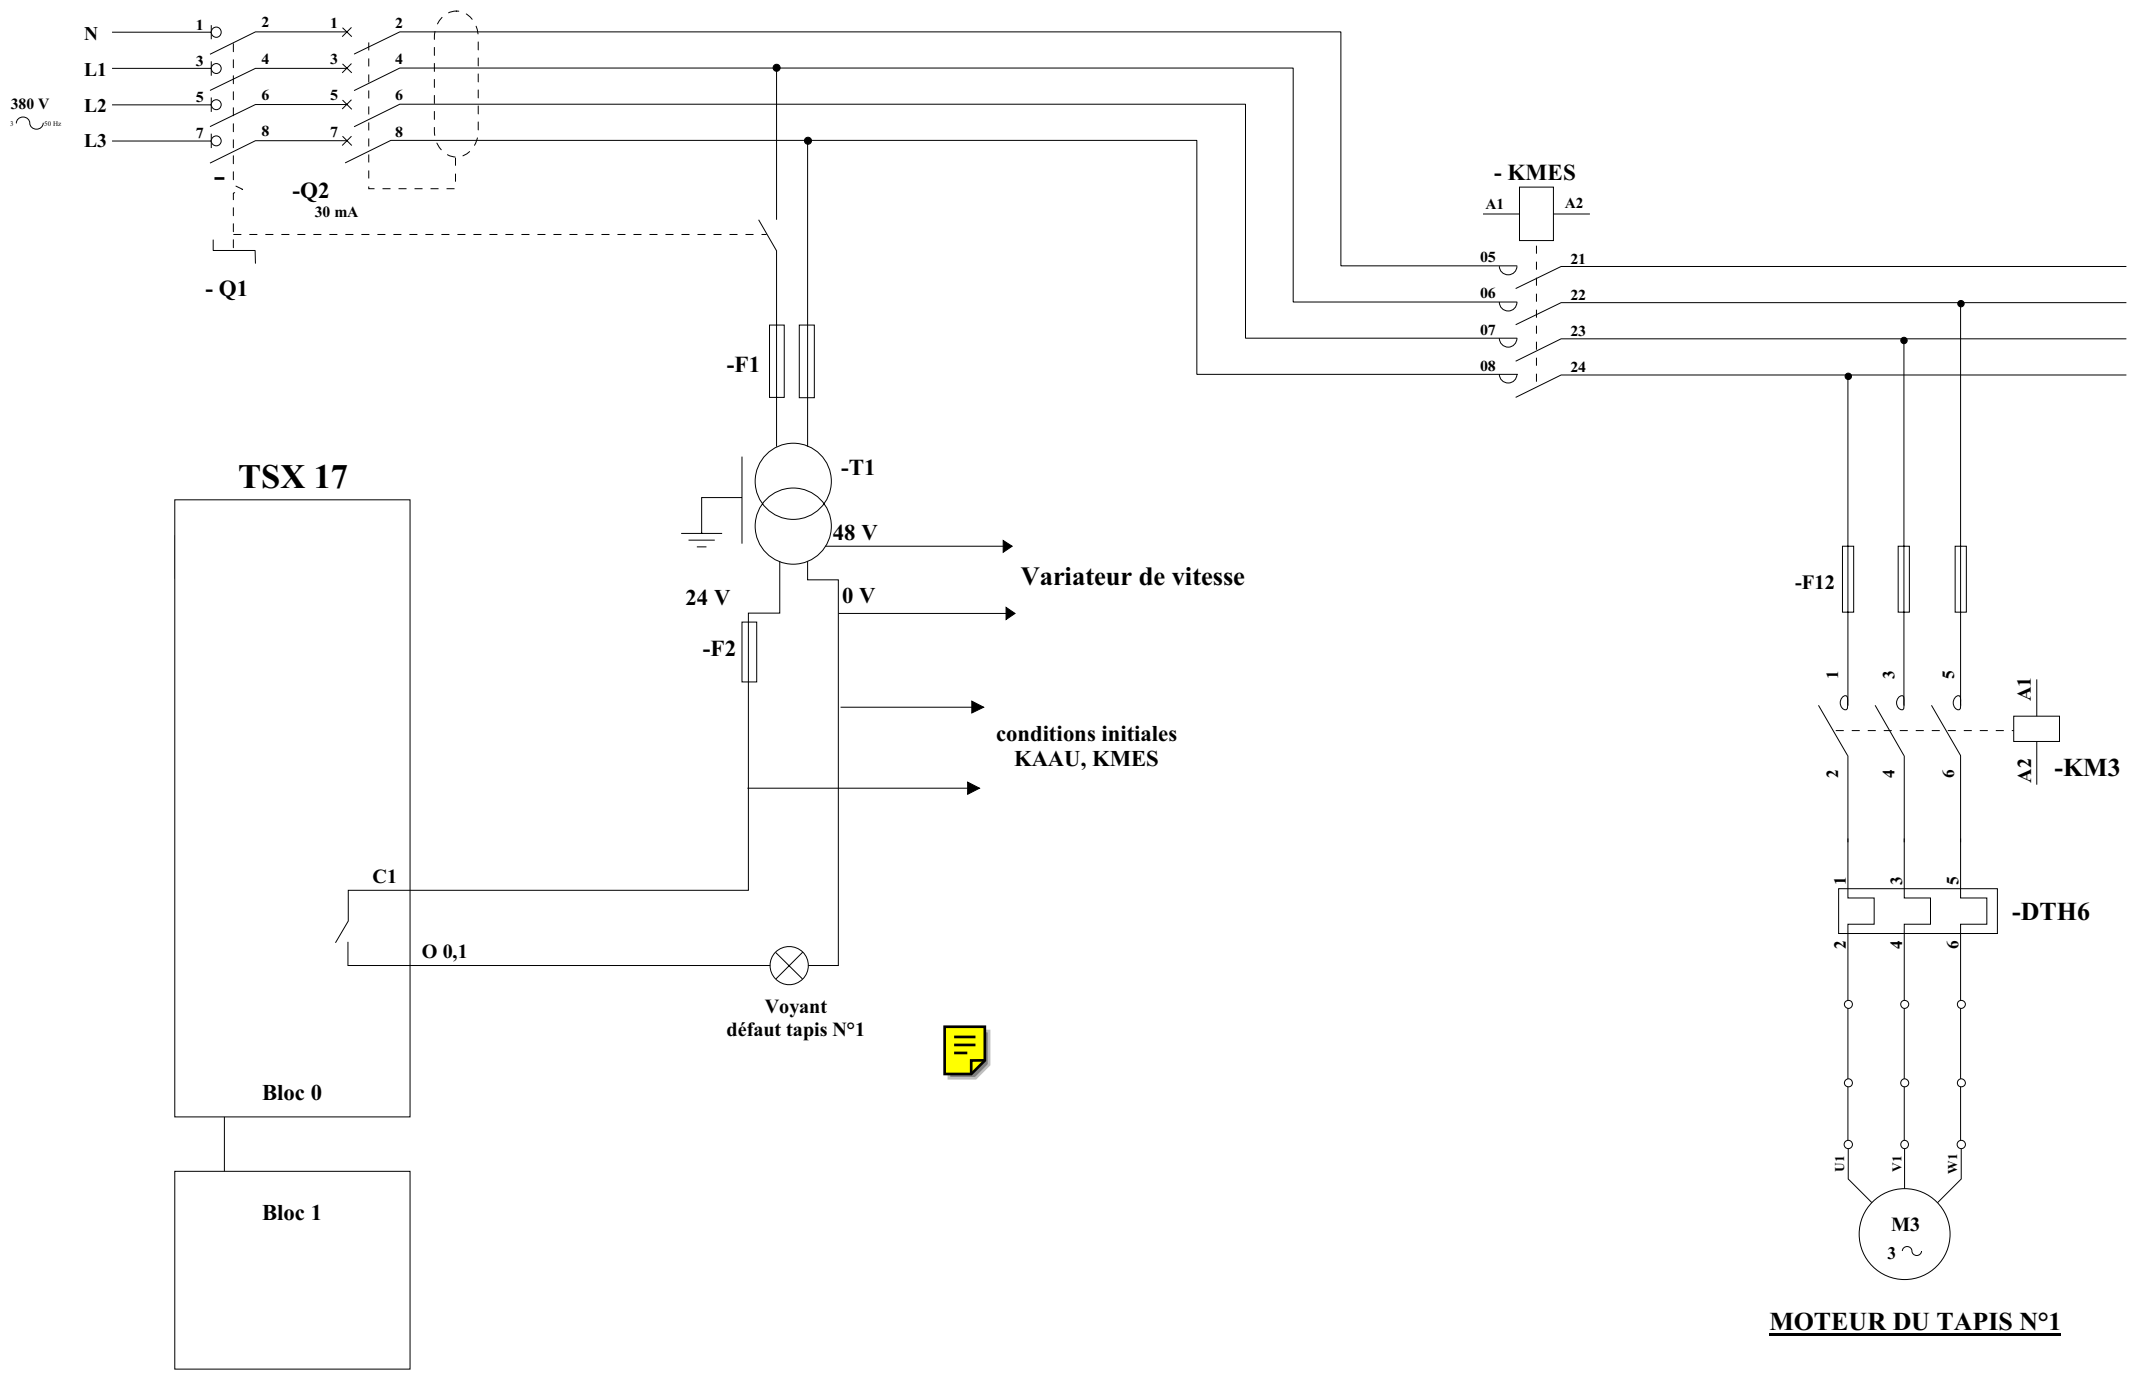 N
1
2
1
2
L1
3
4
3
4
380 V
3 50 Hz
L2
5
6
5
6
L3
7
8
7
8
-Q2
30 mA
- Q1
- KMES
A1
A2
05
21
06
22
07
23
08
24
-F1
-T1
TSX 17
48 V
Variateur de vitesse
24 V
0 V
-F2
-F12
conditions initiales
KAAU, KMES
1
3
5
A1
2
4
6
A2
-KM3
C1
1
3
5
-DTH6
2
4
6
O 0,1
Voyant
défaut tapis N°1
Bloc 0
U1
V1
W1
Bloc 1
M3
3
MOTEUR DU TAPIS N°1